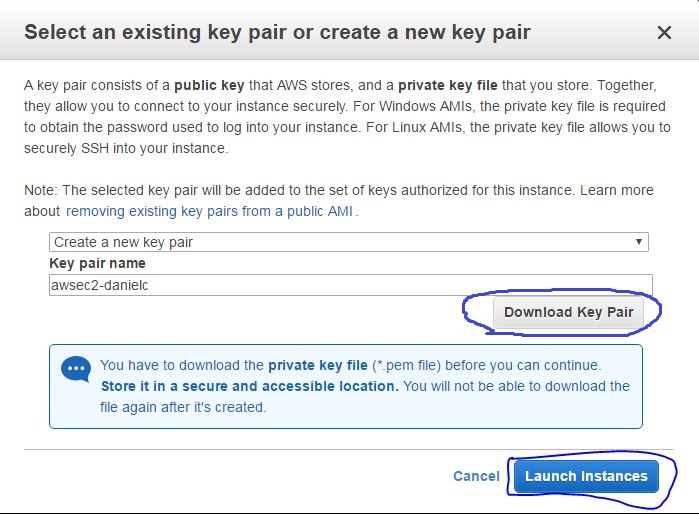 Select an existing key pair or create a new key pair
A key pair consists of a public key that AWS stores, and a private key file that you store. Together,
they allow you to connect to your instance securely. For Windows AMIs, the private key file is required
to obtain the password used to log into your instance. For Linux AMIs, the private key file allows you to
securely SSH into your instance.
Note: The selected key pair will be added to the set of keys authorized for this instance. Learn more
about removing existing key pairs from a public AMI.
Create a new key pair
Key pair name
awsec2-danielc
Download Key Pair
You have to download the private key file (*.pem file) before you can continue.
Store it in a secure and accessible location. You will not be able to download the
file again after it's created.
Cancel Launch Instances